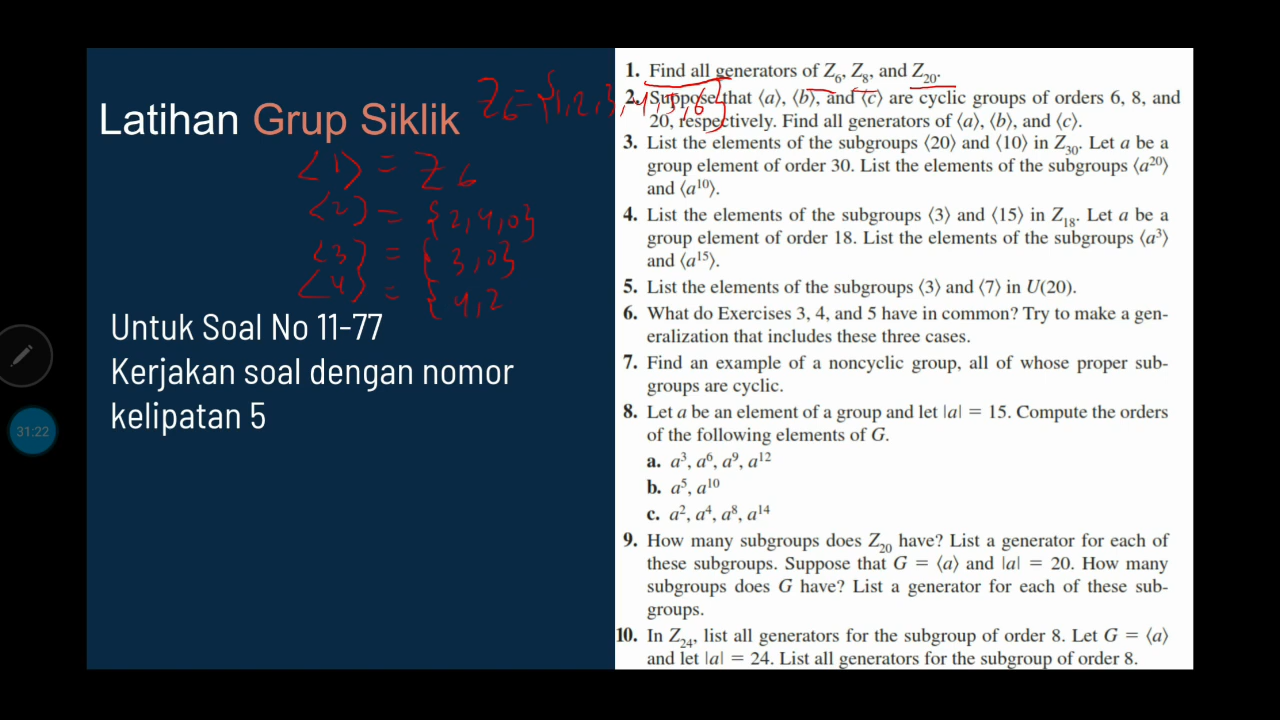 Latihan Grup Siklik
Z6 = {1,2,3,4,5,6}
⟨1⟩ = Z6
⟨2⟩ = {2,4,0}
⟨3⟩ = {3,0}
⟨4⟩ = {4,2
Untuk Soal No 11-77
Kerjakan soal dengan nomor
kelipatan 5
31:22
1. Find all generators of Z₆, Z₈, and Z₂₀.
2. Suppose that ⟨a⟩, ⟨b⟩, and ⟨c⟩ are cyclic groups of orders 6, 8, and
20, respectively. Find all generators of ⟨a⟩, ⟨b⟩, and ⟨c⟩.
3. List the elements of the subgroups ⟨20⟩ and ⟨10⟩ in Z₃₀. Let a be a
group element of order 30. List the elements of the subgroups ⟨a²⁰⟩
and ⟨a¹⁰⟩.
4. List the elements of the subgroups ⟨3⟩ and ⟨15⟩ in Z₁₈. Let a be a
group element of order 18. List the elements of the subgroups ⟨a³⟩
and ⟨a¹⁵⟩.
5. List the elements of the subgroups ⟨3⟩ and ⟨7⟩ in U(20).
6. What do Exercises 3, 4, and 5 have in common? Try to make a gen-
eralization that includes these three cases.
7. Find an example of a noncyclic group, all of whose proper sub-
groups are cyclic.
8. Let a be an element of a group and let |a| = 15. Compute the orders
of the following elements of G.
a. a³, a⁶, a⁹, a¹²
b. a⁵, a¹⁰
c. a², a⁴, a⁸, a¹⁴
9. How many subgroups does Z₂₀ have? List a generator for each of
these subgroups. Suppose that G = ⟨a⟩ and |a| = 20. How many
subgroups does G have? List a generator for each of these sub-
groups.
10. In Z₂₄, list all generators for the subgroup of order 8. Let G = ⟨a⟩
and let |a| = 24. List all generators for the subgroup of order 8.